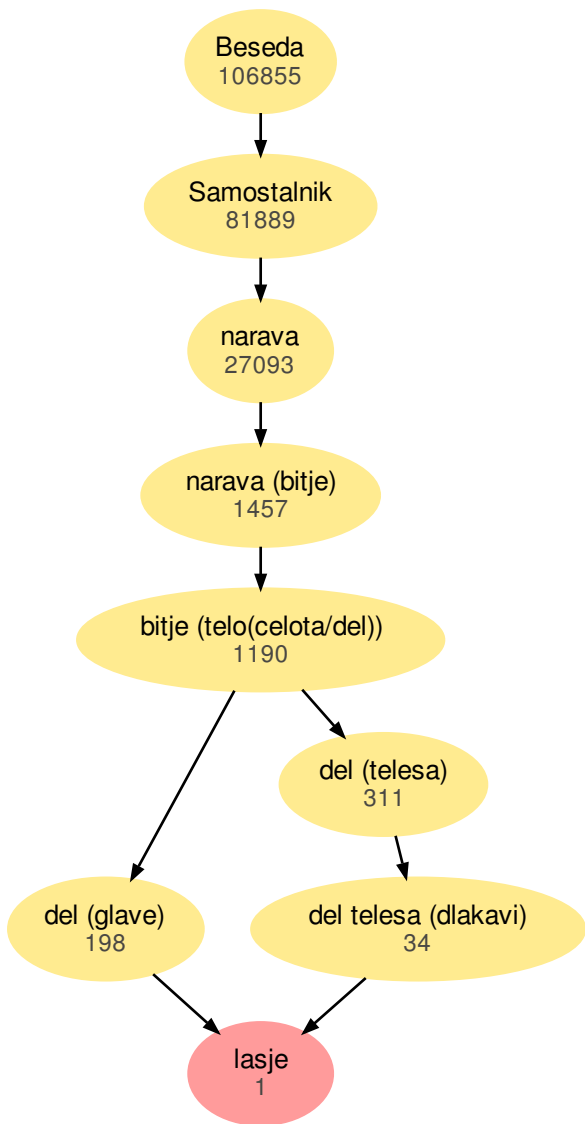 Beseda
106855
Samostalnik
81889
narava
27093
narava (bitje)
1457
bitje (telo(celota/del))
1190
del (telesa)
311
del (glave)
198
del telesa (dlakavi)
34
lasje
1